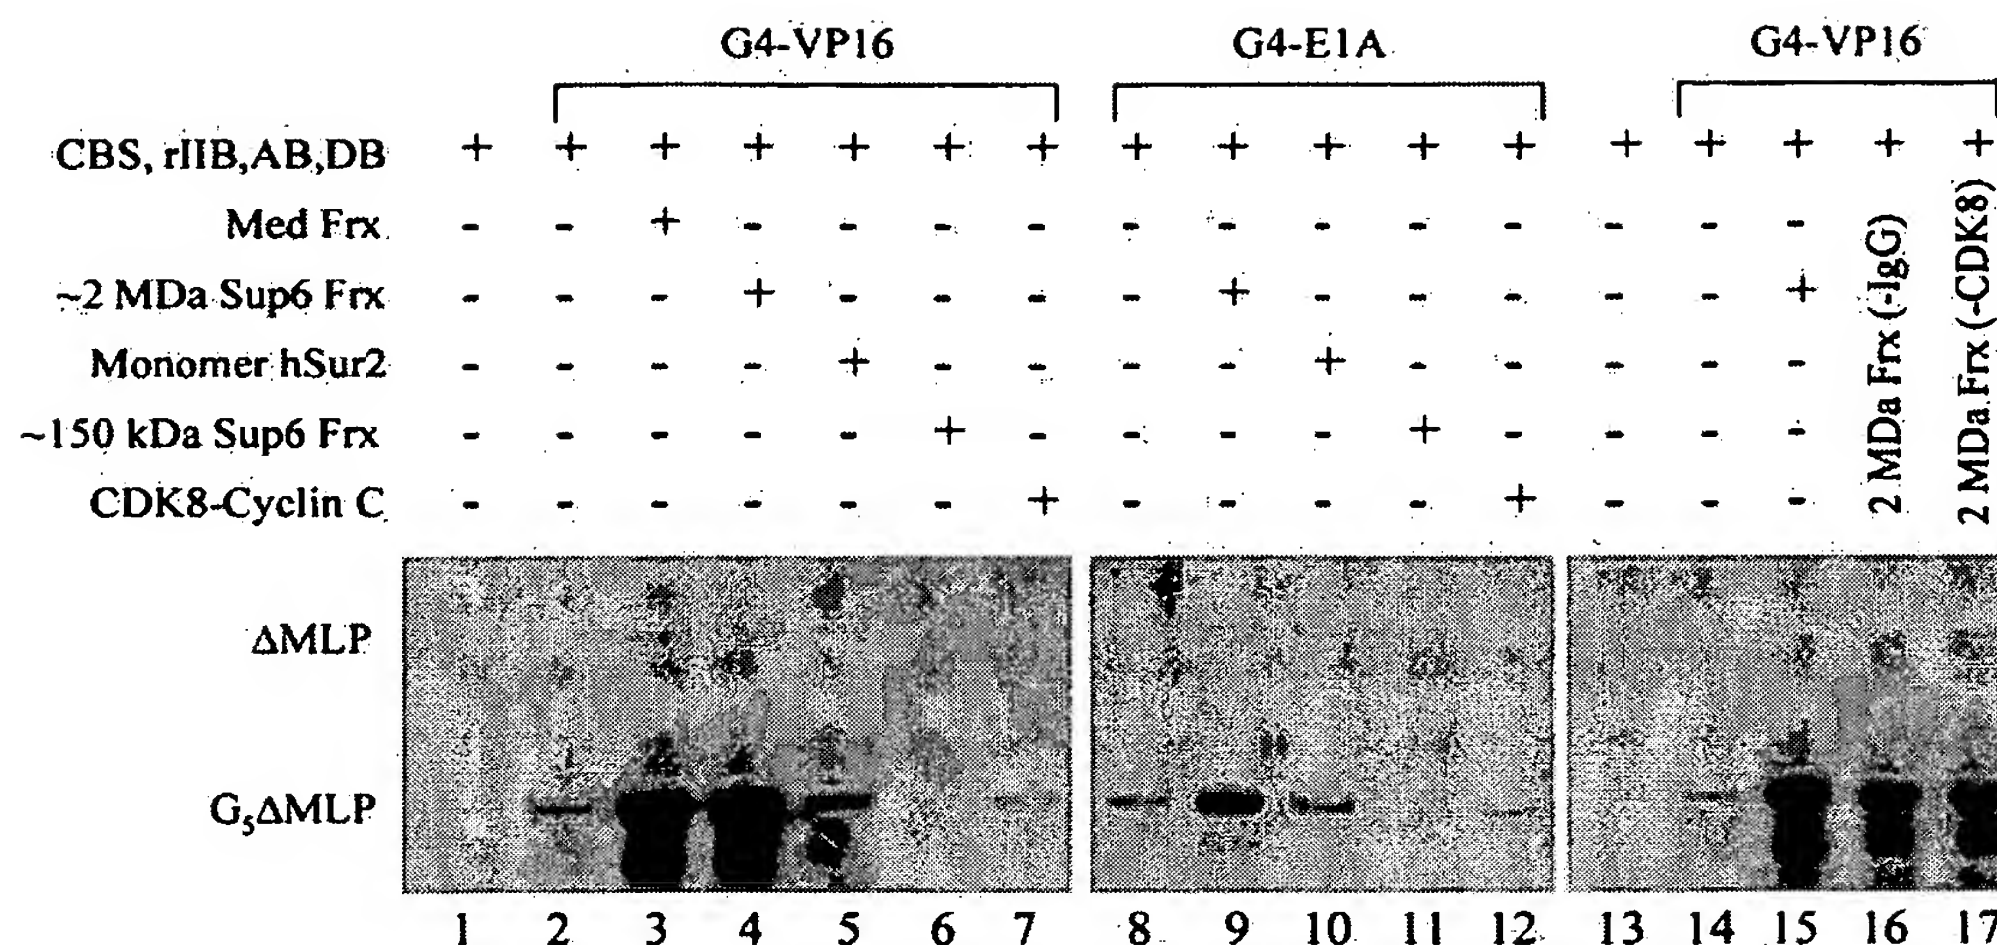 G4-VP16 G4-E1A G4-VP16
CBS, rIIB,AB,DB + + + + + + + + + + + + + + + + +
Med Frx - - + - - - - - - - - - - - -
~2 MDa Sup6 Frx - - - + - - - - + - - - - - +
Monomer hSur2 - - - - + - - - - + - - - - -
~150 kDa Sup6 Frx - - - - - + - - - - + - - - -
CDK8-Cyclin C - - - - - - + - - - - + - - -
2 MDa Frx (-IgG)
2 MDa Frx (-CDK8)
ΔMLP
G5ΔMLP
1 2 3 4 5 6 7 8 9 10 11 12 13 14 15 16 17